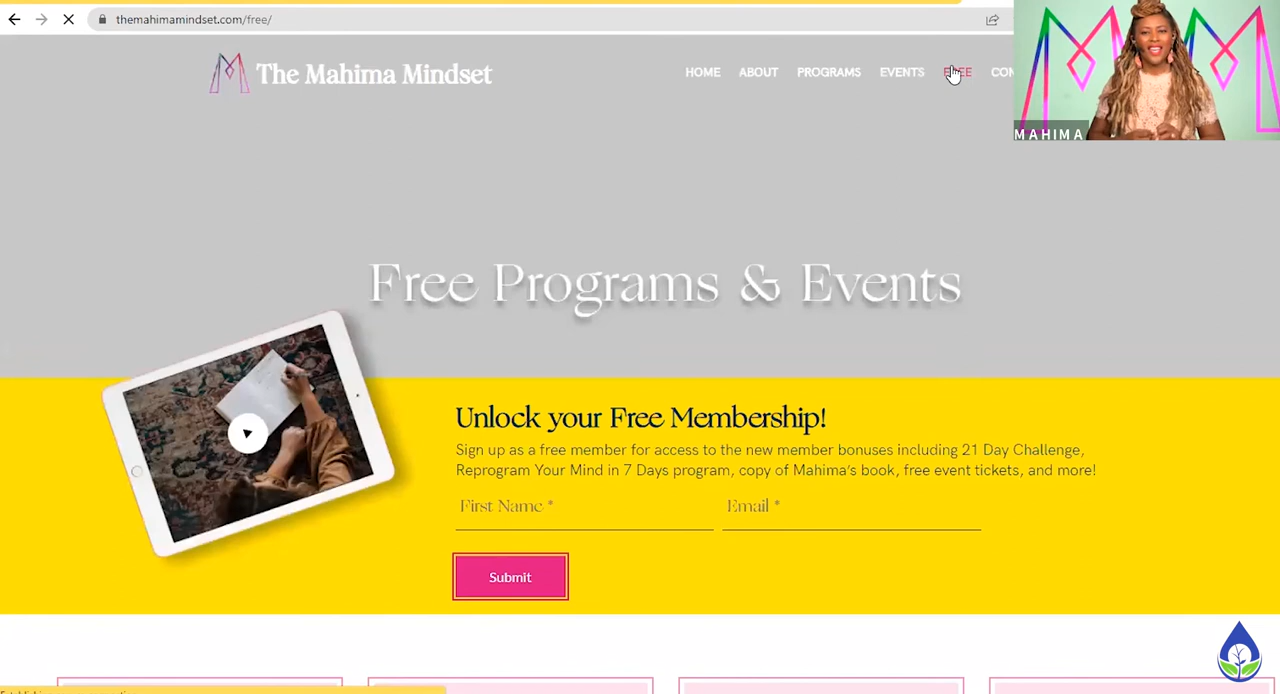 themahimamindset.com/free/
The Mahima Mindset
HOME
ABOUT
PROGRAMS
EVENTS
FREE
CON
MAHIMA
Free Programs & Events
Unlock your Free Membership!
Sign up as a free member for access to the new member bonuses including 21 Day Challenge,
Reprogram Your Mind in 7 Days program, copy of Mahima's book, free event tickets, and more!
First Name *
Email *
Submit